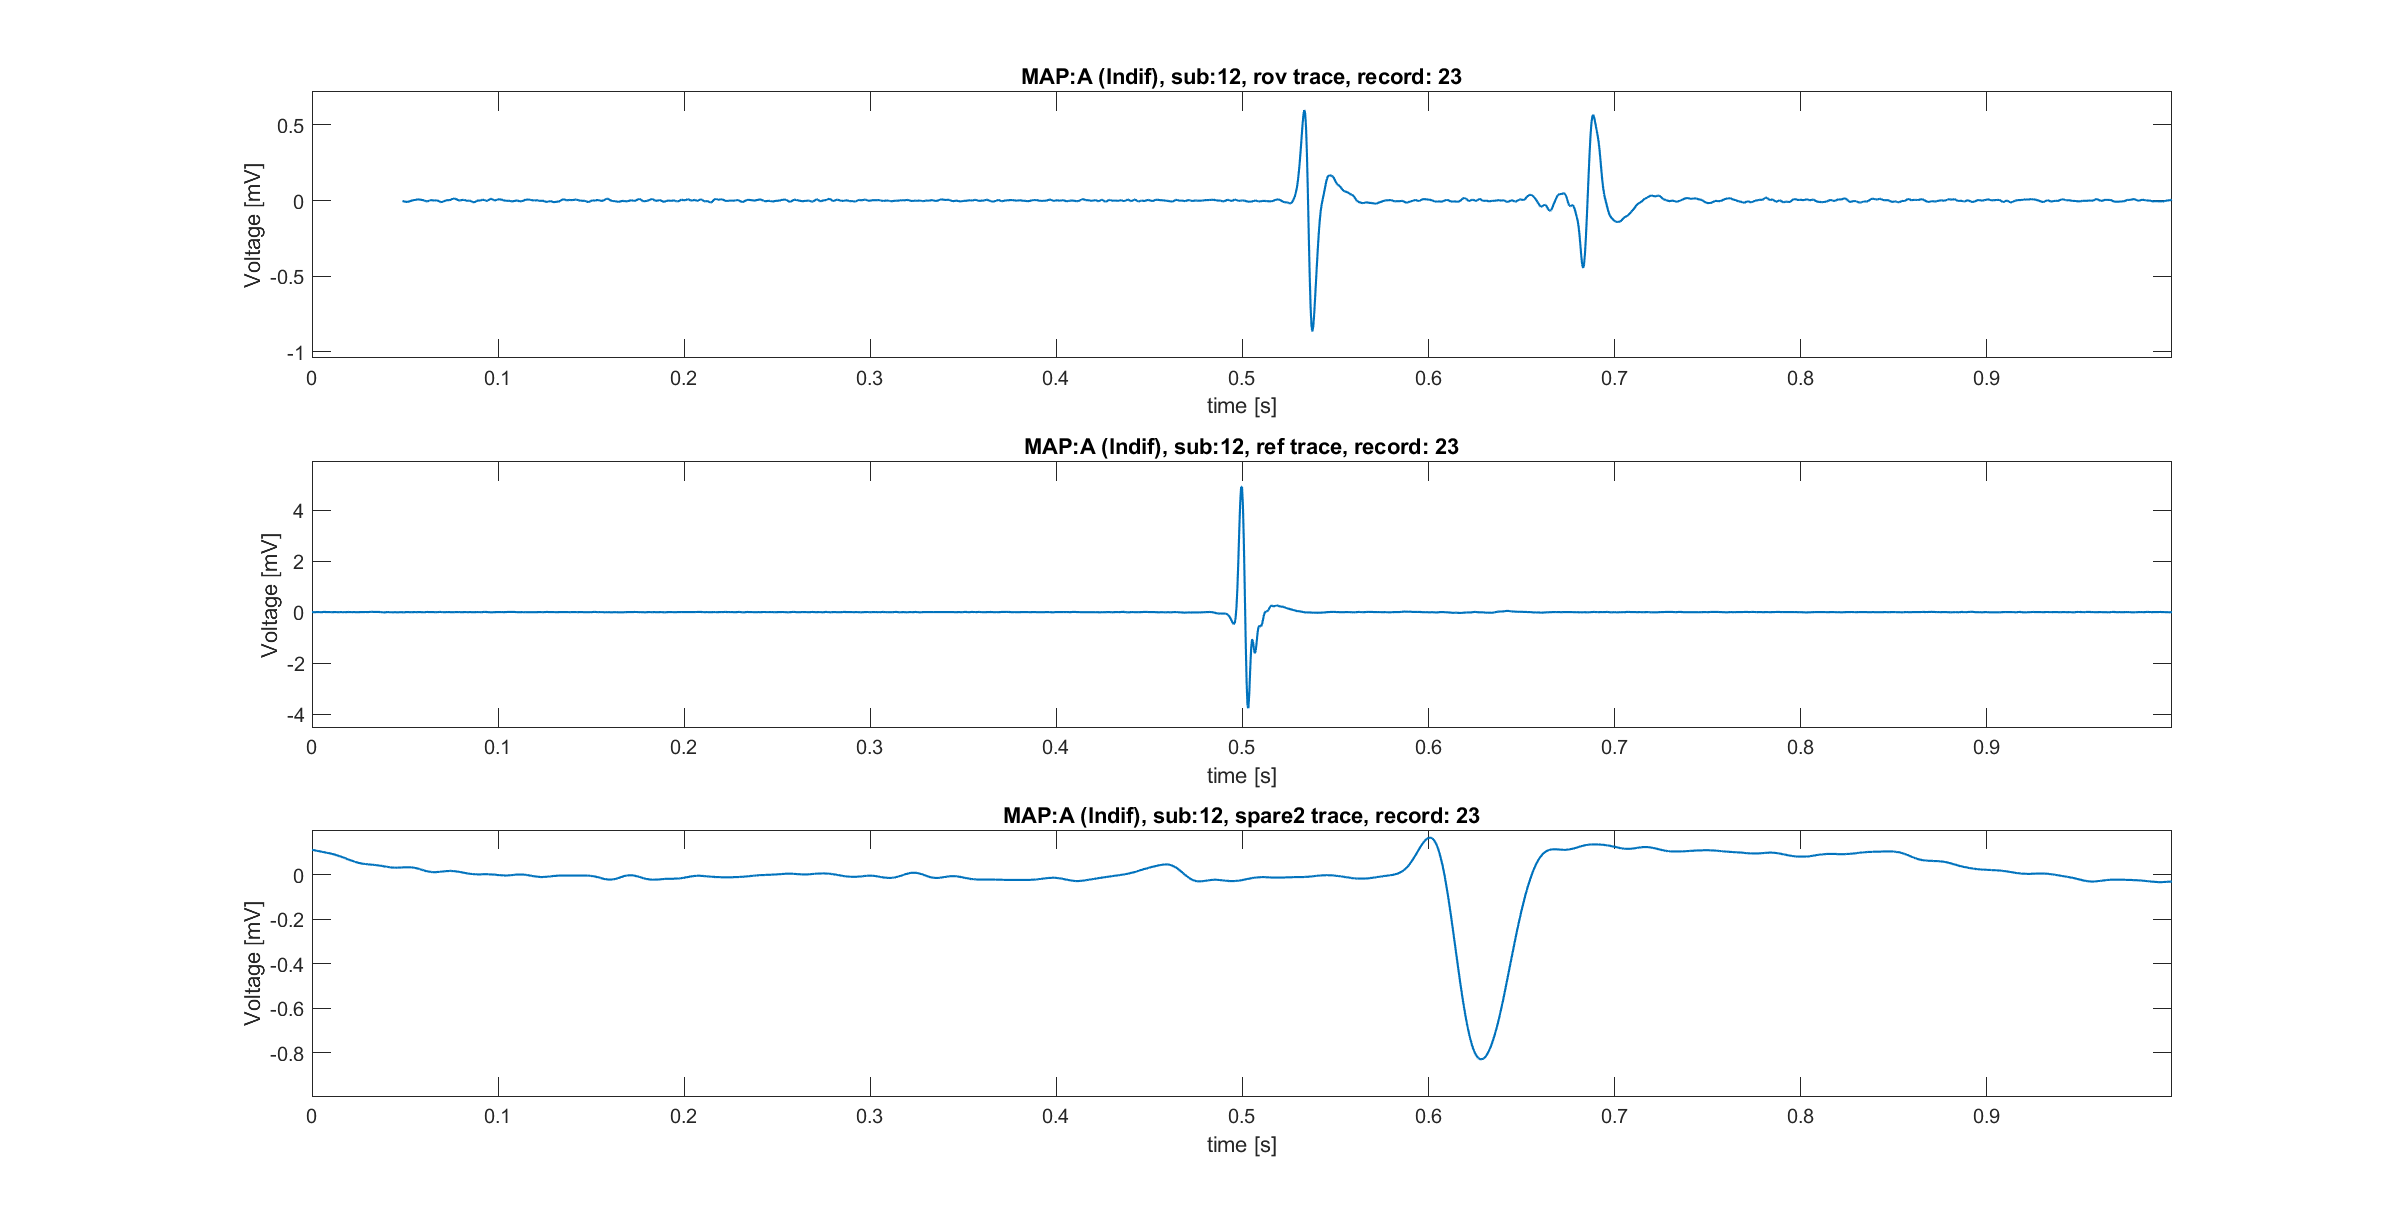 MAP:A (Indif), sub:12, rov trace, record: 23
Voltage [mV]
0.5
0
-0.5
-1
0 0.1 0.2 0.3 0.4 0.5 0.6 0.7 0.8 0.9
time [s]
MAP:A (Indif), sub:12, ref trace, record: 23
Voltage [mV]
4
2
0
-2
-4
0 0.1 0.2 0.3 0.4 0.5 0.6 0.7 0.8 0.9
time [s]
MAP:A (Indif), sub:12, spare2 trace, record: 23
Voltage [mV]
0
-0.2
-0.4
-0.6
-0.8
0 0.1 0.2 0.3 0.4 0.5 0.6 0.7 0.8 0.9
time [s]